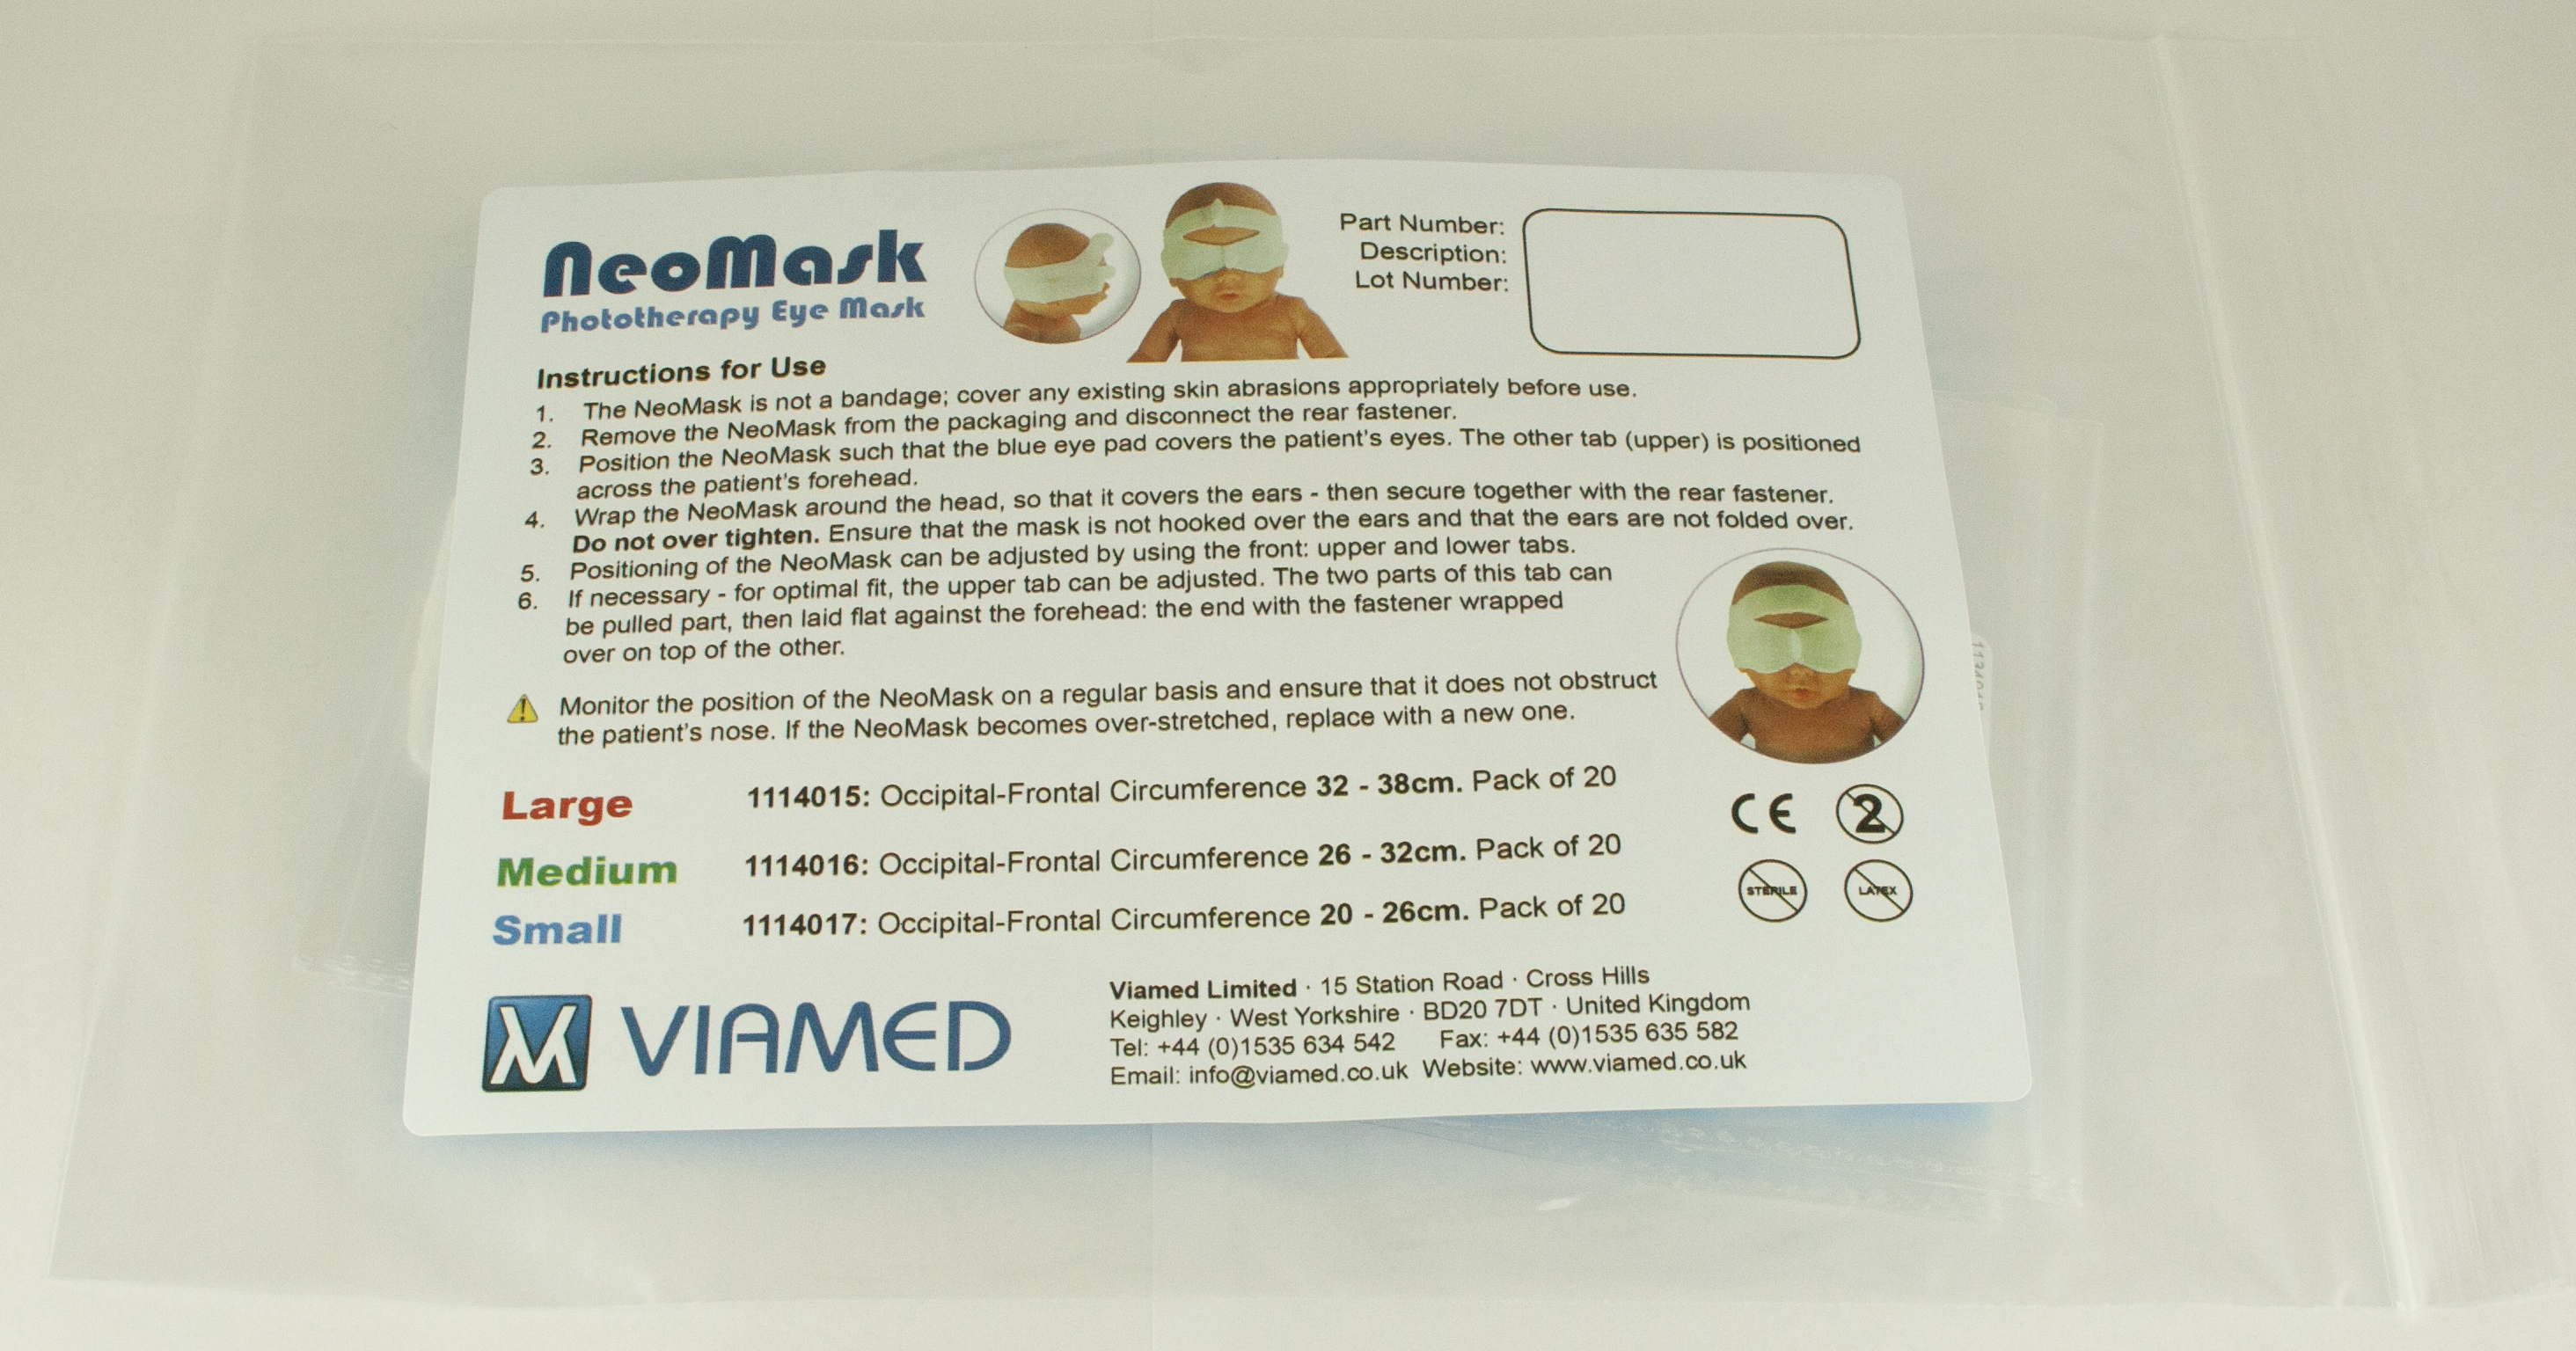 NeoMask
Phototherapy Eye Mask
Part Number:
Description:
Lot Number:
Instructions for Use
1. The NeoMask is not a bandage; cover any existing skin abrasions appropriately before use.
2. Remove the NeoMask from the packaging and disconnect the rear fastener.
3. Position the NeoMask such that the blue eye pad covers the patient's eyes. The other tab (upper) is positioned
across the patient's forehead.
4. Wrap the NeoMask around the head, so that it covers the ears - then secure together with the rear fastener.
Do not over tighten. Ensure that the mask is not hooked over the ears and that the ears are not folded over.
5. Positioning of the NeoMask can be adjusted by using the front: upper and lower tabs.
6. If necessary - for optimal fit, the upper tab can be adjusted. The two parts of this tab can
be pulled part, then laid flat against the forehead: the end with the fastener wrapped
over on top of the other.
Monitor the position of the NeoMask on a regular basis and ensure that it does not obstruct
the patient's nose. If the NeoMask becomes over-stretched, replace with a new one.
Large 1114015: Occipital-Frontal Circumference 32 - 38cm. Pack of 20
Medium 1114016: Occipital-Frontal Circumference 26 - 32cm. Pack of 20
Small 1114017: Occipital-Frontal Circumference 20 - 26cm. Pack of 20
CE 2
STERILE LATEX
VIAMED
Viamed Limited · 15 Station Road · Cross Hills
Keighley · West Yorkshire · BD20 7DT · United Kingdom
Tel: +44 (0)1535 634 542 Fax: +44 (0)1535 635 582
Email: info@viamed.co.uk Website: www.viamed.co.uk